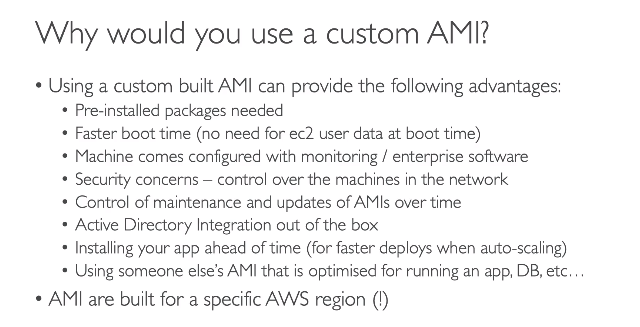 Why would you use a custom AMI?
• Using a custom built AMI can provide the following advantages:
• Pre-installed packages needed
• Faster boot time (no need for ec2 user data at boot time)
• Machine comes configured with monitoring / enterprise software
• Security concerns – control over the machines in the network
• Control of maintenance and updates of AMIs over time
• Active Directory Integration out of the box
• Installing your app ahead of time (for faster deploys when auto-scaling)
• Using someone else's AMI that is optimised for running an app, DB, etc…
• AMI are built for a specific AWS region (!)